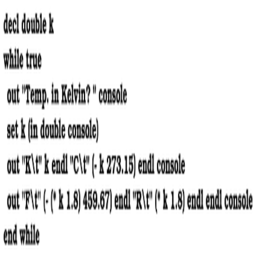 decl double k
while true
out "Temp. in Kelvin? " console
set k (in double console)
out "K\t" k endl "C\t" (- k 273.15) endl console
out "F\t" (- (* k 1.8) 459.67) endl "R\t" (* k 1.8) endl endl console
end while